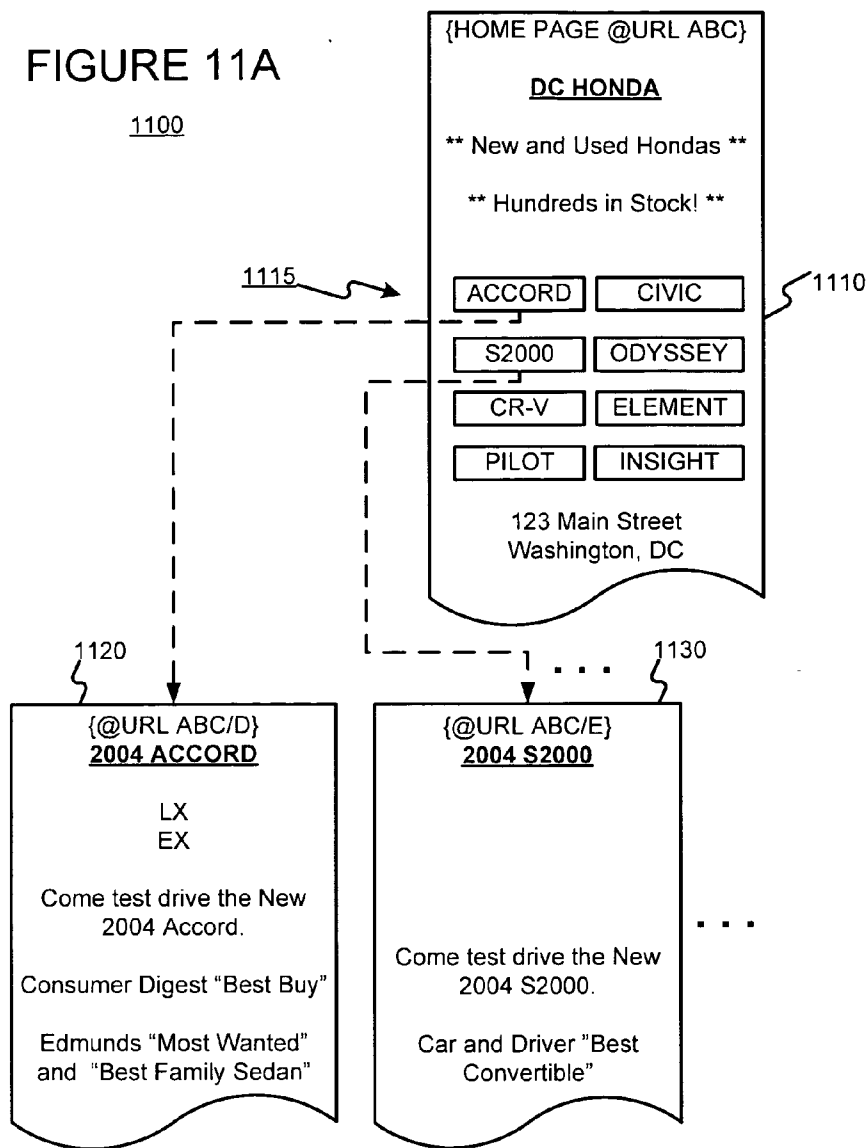 FIGURE 11A
1100
{HOME PAGE @URL ABC}
DC HONDA
** New and Used Hondas **
** Hundreds in Stock! **
1115
1110
ACCORD
CIVIC
S2000
ODYSSEY
CR-V
ELEMENT
PILOT
INSIGHT
123 Main Street
Washington, DC
1120
{@URL ABC/D}
2004 ACCORD
LX
EX
Come test drive the New
2004 Accord.
Consumer Digest “Best Buy”
Edmunds “Most Wanted”
and “Best Family Sedan”
. . .
1130
{@URL ABC/E}
2004 S2000
Come test drive the New
2004 S2000.
Car and Driver ”Best
Convertible”
. . .